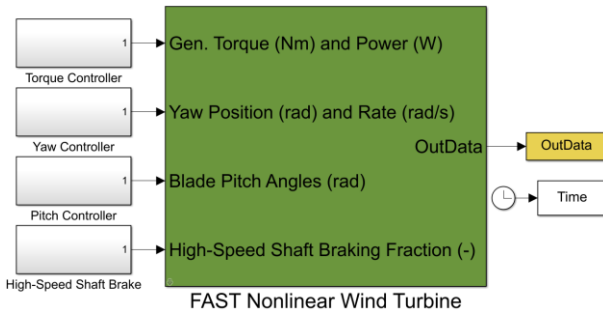 1
Torque Controller
Gen. Torque (Nm) and Power (W)
1
Yaw Controller
Yaw Position (rad) and Rate (rad/s)
OutData
OutData
1
Pitch Controller
Blade Pitch Angles (rad)
Time
1
High-Speed Shaft Brake
High-Speed Shaft Braking Fraction (-)
FAST Nonlinear Wind Turbine